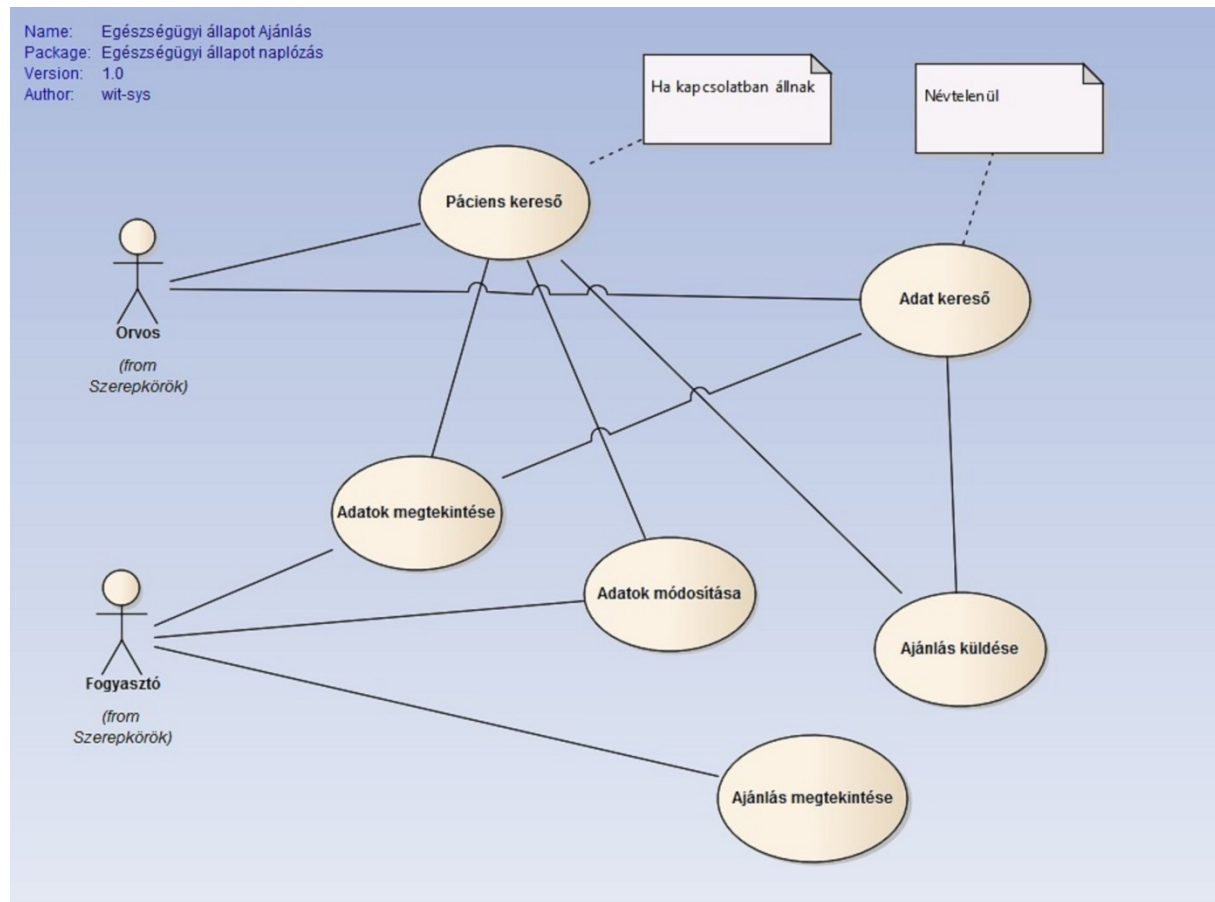 Name: Egészségügyi állapot Ajánlás
Package: Egészségügyi állapot naplózás
Version: 1.0
Author: wit-sys
Ha kapcsolatban állnak
Névtelenül
Páciens kereső
Adat kereső
Orvos
(from
Szerepkörök)
Adatok megtekintése
Adatok módosítása
Ajánlás küldése
Fogyasztó
(from
Szerepkörök)
Ajánlás megtekintése